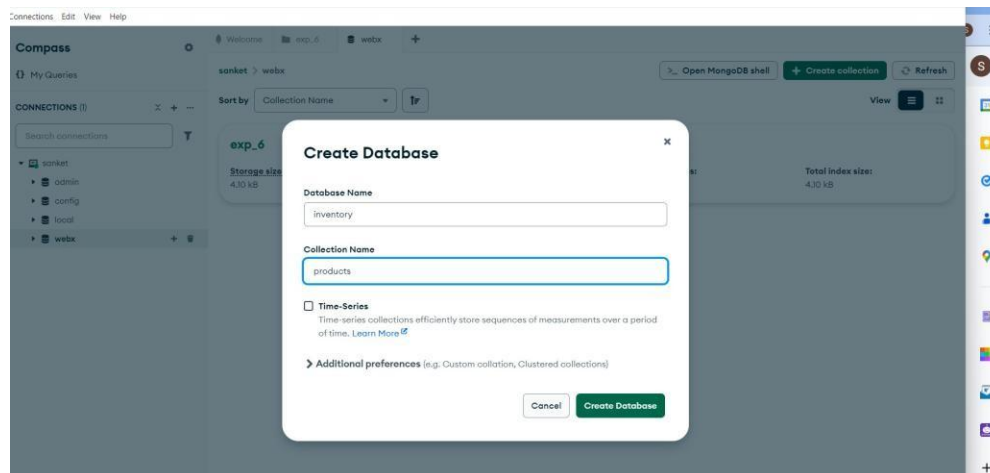 Connections Edit View Help
Compass
My Queries
CONNECTIONS (1)
Search connections
sanket
admin
config
local
webx
Welcome exp_6 webx
sanket > webx
>_ Open MongoDB shell + Create collection Refresh
Sort by Collection Name
View
exp_6
Storage size
4.10 kB
Total index size:
4.10 kB
Create Database
Database Name
inventory
Collection Name
products
Time-Series
Time-series collections efficiently store sequences of measurements over a period
of time. Learn More
Additional preferences (e.g. Custom collation, Clustered collections)
Cancel Create Database
S